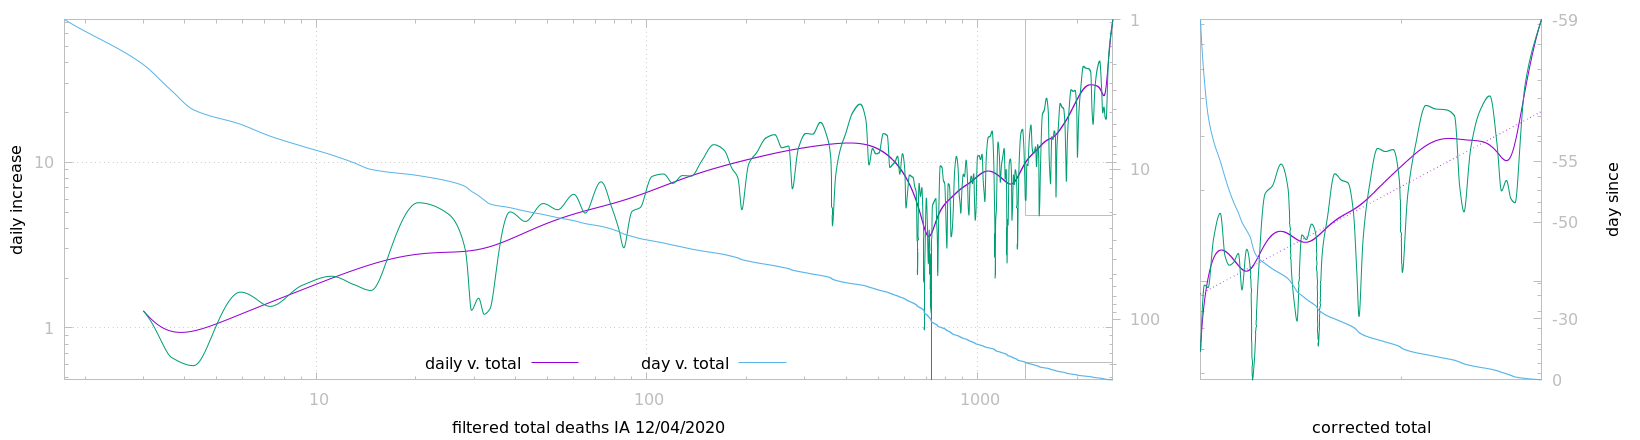 1
-59
daily increase
10
10
-55
-50
day since
1
100
-30
daily v. total
day v. total
0
10
100
1000
filtered total deaths IA 12/04/2020
corrected total